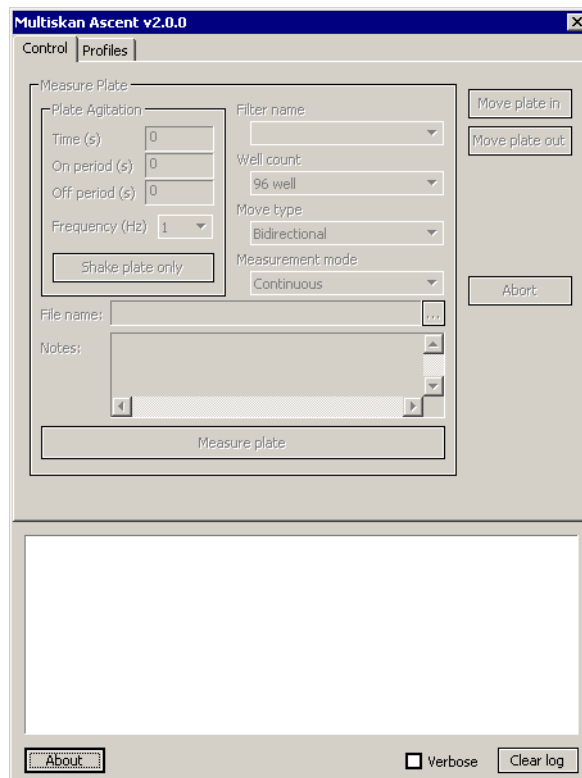 Multiskan Ascent v2.0.0
Control Profiles
Measure Plate
Move plate in
Move plate out
Abort
Plate Agitation
Time (s) 0
On period (s) 0
Off period (s) 0
Frequency (Hz) 1
Shake plate only
Filter name
Well count
96 well
Move type
Bidirectional
Measurement mode
Continuous
File name: ...
Notes:
Measure plate
About Verbose Clear log